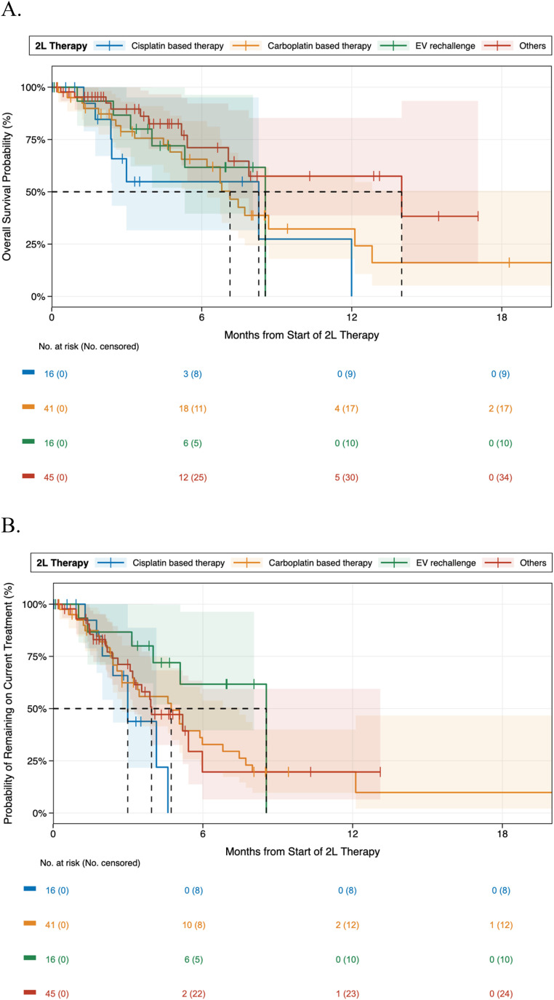 A.
2L Therapy Cisplatin based therapy Carboplatin based therapy EV rechallenge Others
Overall Survival Probability (%)
100%
75%
50%
25%
0%
0 6 12 18
Months from Start of 2L Therapy
No. at risk (No. censored)
16 (0) 3 (8) 0 (9) 0 (9)
41 (0) 18 (11) 4 (17) 2 (17)
16 (0) 6 (5) 0 (10) 0 (10)
45 (0) 12 (25) 5 (30) 0 (34)
B.
2L Therapy Cisplatin based therapy Carboplatin based therapy EV rechallenge Others
Probability of Remaining on Current Treatment (%)
100%
75%
50%
25%
0%
0 6 12 18
Months from Start of 2L Therapy
No. at risk (No. censored)
16 (0) 0 (8) 0 (8) 0 (8)
41 (0) 10 (8) 2 (12) 1 (12)
16 (0) 6 (5) 0 (10) 0 (10)
45 (0) 2 (22) 1 (23) 0 (24)